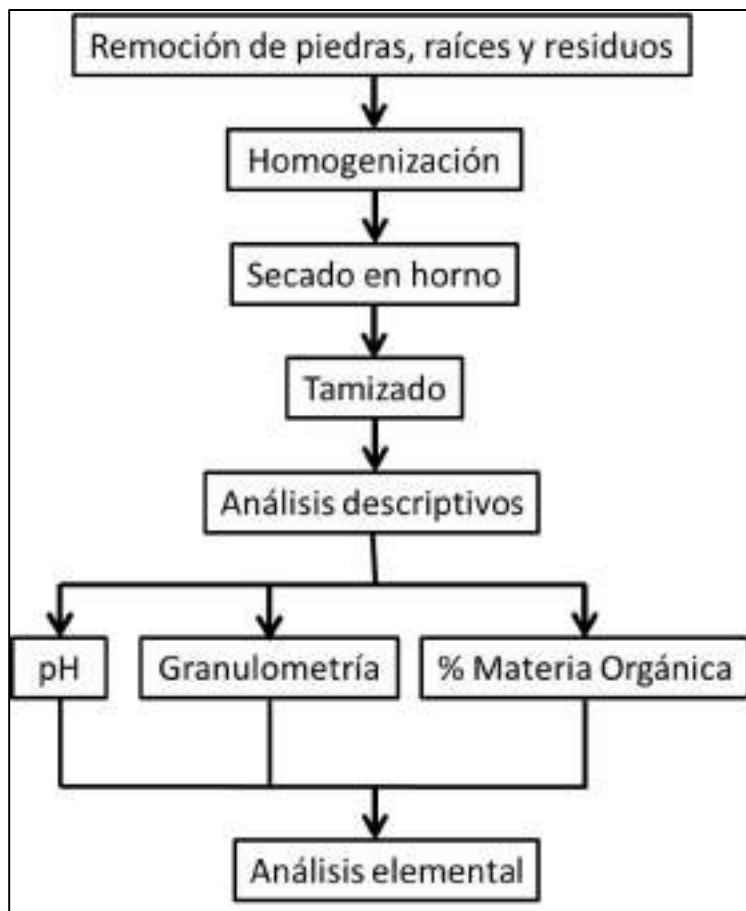 Remoción de piedras, raíces y residuos
Homogenización
Secado en horno
Tamizado
Análisis descriptivos
pH
Granulometría
% Materia Orgánica
Análisis elemental